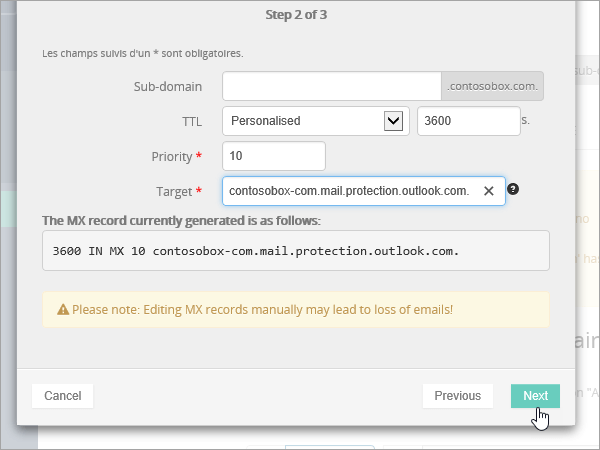 Step 2 of 3
Les champs suivis d'un * sont obligatoires.
Sub-domain .contosobox.com.
TTL Personalised 3600 s.
Priority * 10
Target * contosobox-com.mail.protection.outlook.com. ✕ ?
The MX record currently generated is as follows:
3600 IN MX 10 contosobox-com.mail.protection.outlook.com.
Please note: Editing MX records manually may lead to loss of emails!
Cancel Previous Next